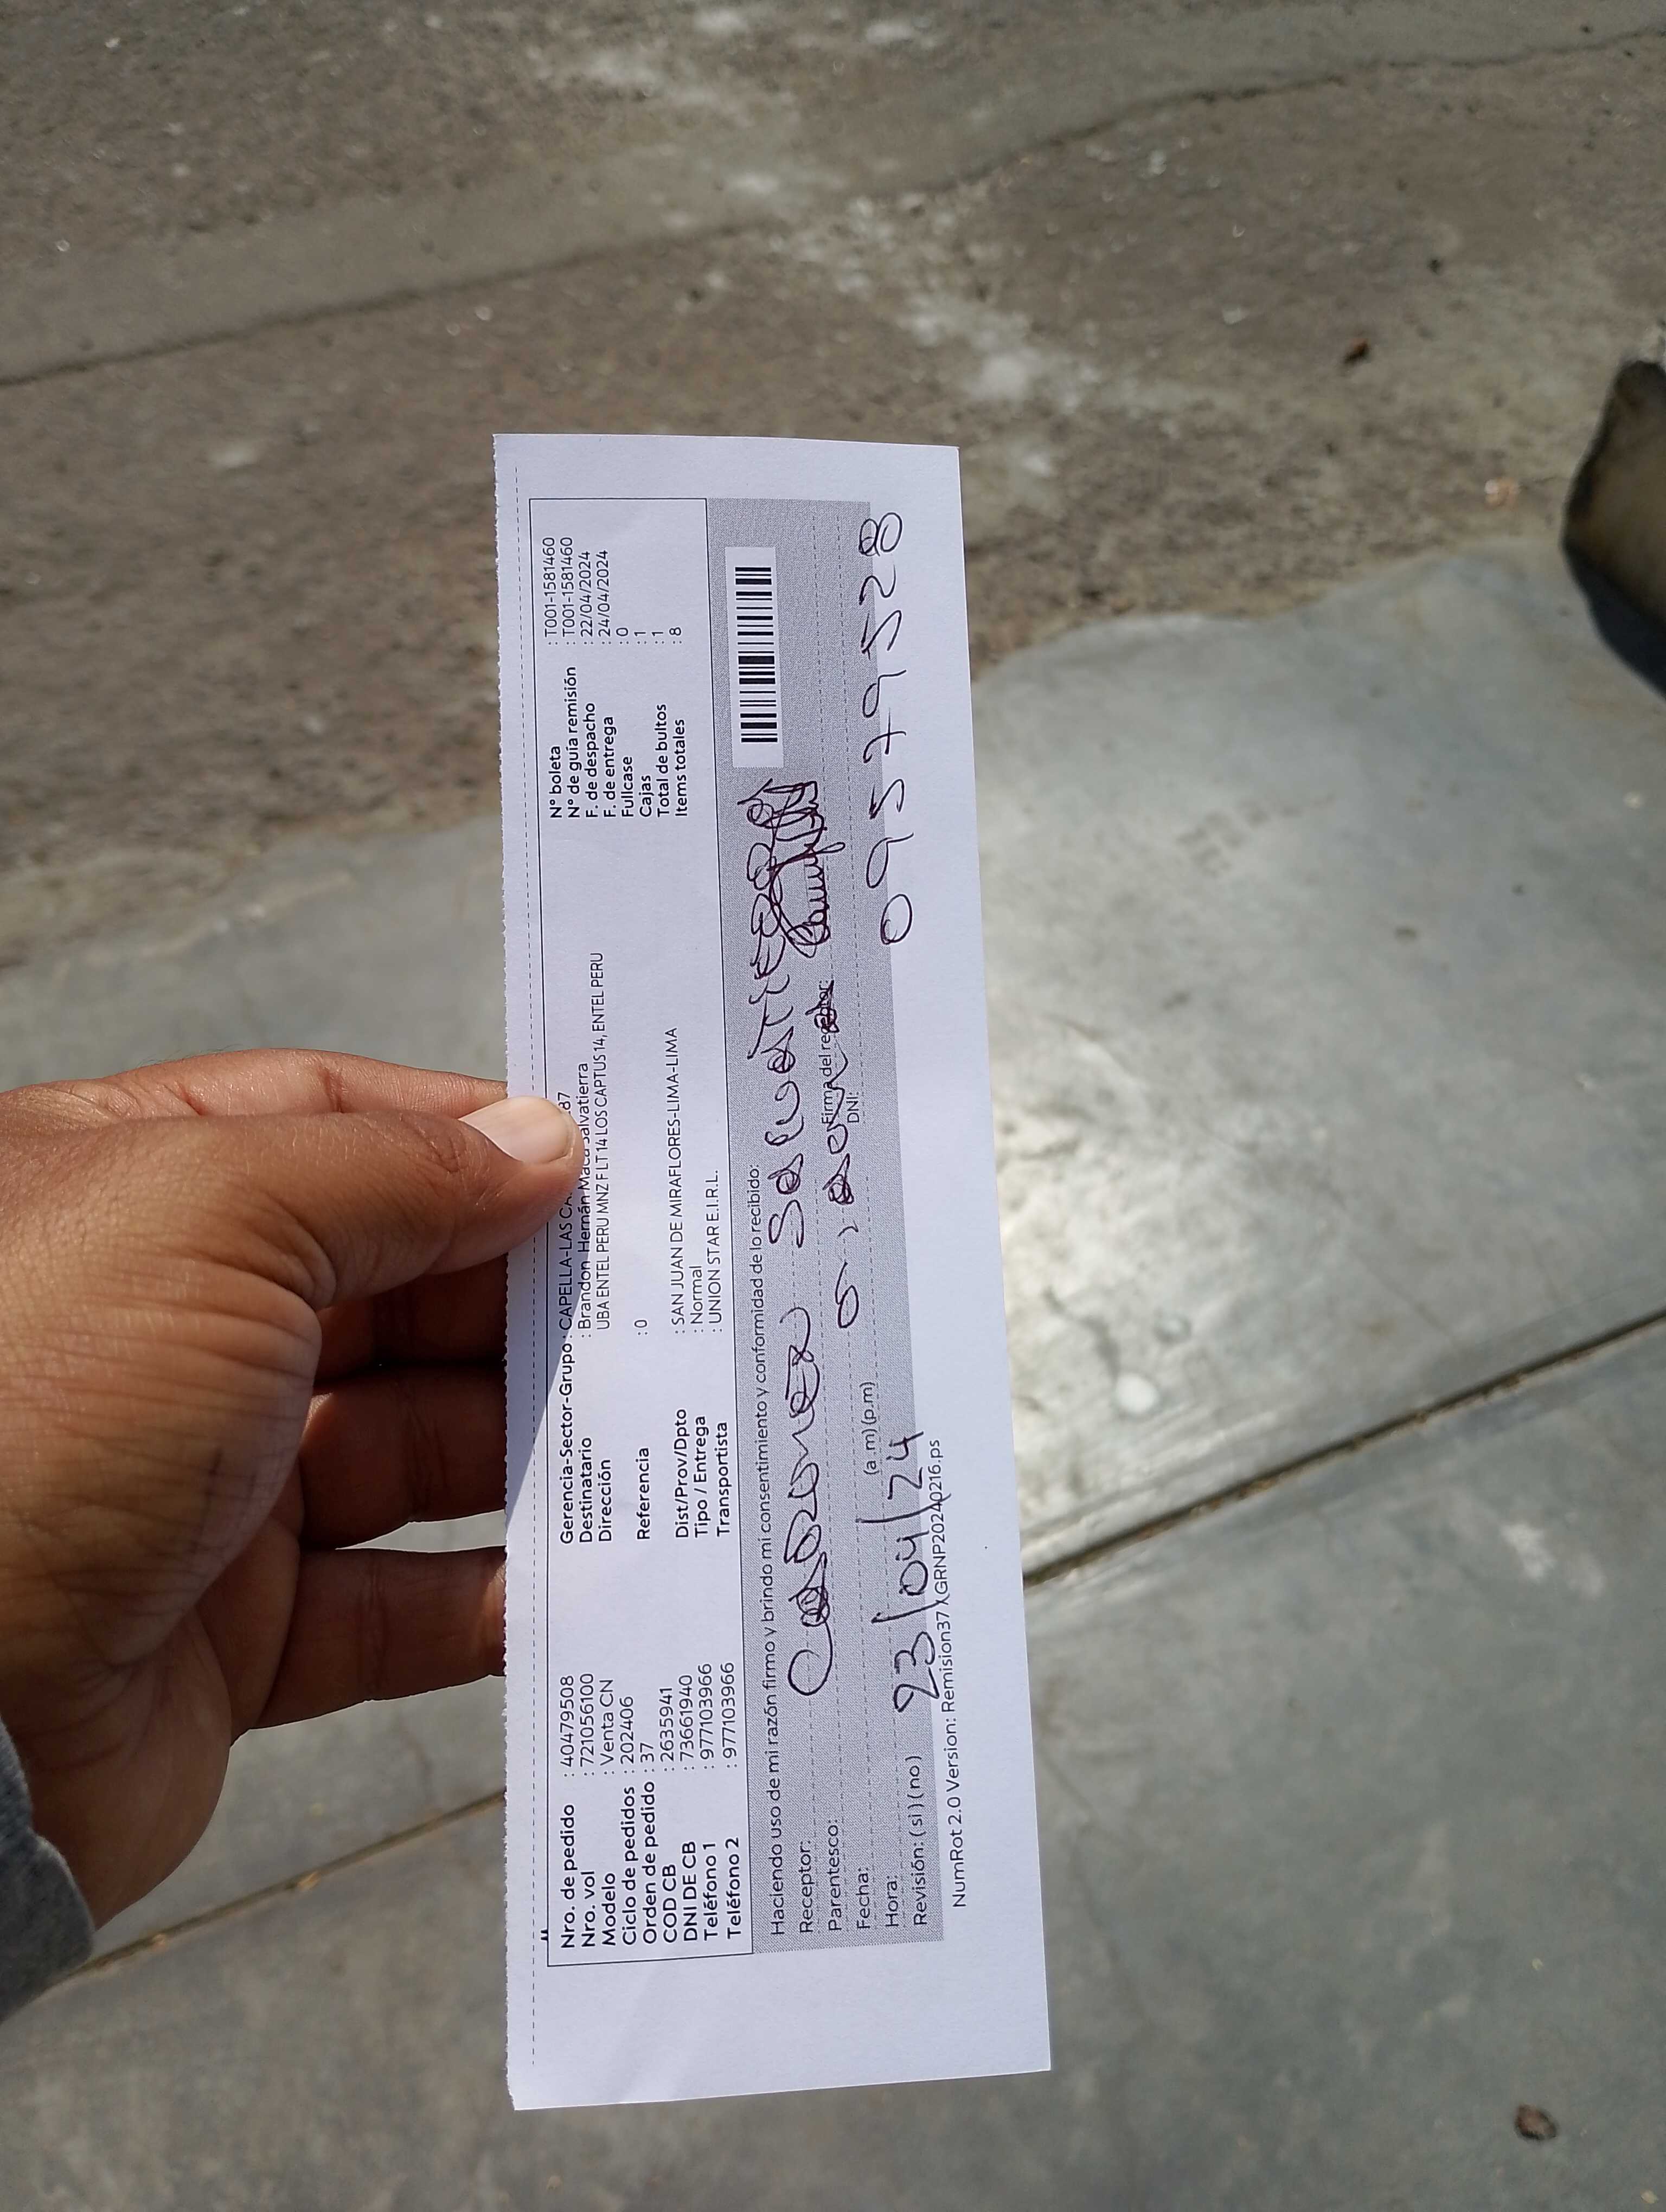 Nro. de pedido : 40479508
Nro. vol : 721056100
Modelo : Venta CN
Ciclo de pedidos : 202406
Orden de pedido : 37
COD CB : 2635941
DNI DE CB : 73661940
Teléfono 1 : 977103966
Teléfono 2 : 977103966
Gerencia-Sector-Grupo : CAPELLA-LAS 87
Destinatario : Brandon Hernán Salvatierra
Dirección UBA ENTEL PERU MNZ F LT 14 LOS CAPTUS 14, ENTEL PERU
Referencia : 0
Dist/Prov/Dpto : SAN JUAN DE MIRAFLORES-LIMA-LIMA
Tipo / Entrega : Normal
Transportista : UNION STAR E.I.R.L.
N° boleta : T001-1581460
N° de guía remisión : T001-1581460
F. de despacho : 22/04/2024
F. de entrega : 24/04/2024
Fullcase : 0
Cajas : 1
Total de bultos : 1
Items totales : 8
Haciendo uso de mi razón firmo y brindo mi consentimiento y conformidad de lo recibido:
Receptor:
Parentesco:
Firma del receptor:
Fecha: (a.m) (p.m) DNI: 09579528
Hora: 23/04/24
Revisión: ( si ) ( no )
NumRot 2.0 Version: Remision37 XGRNP20240216.ps